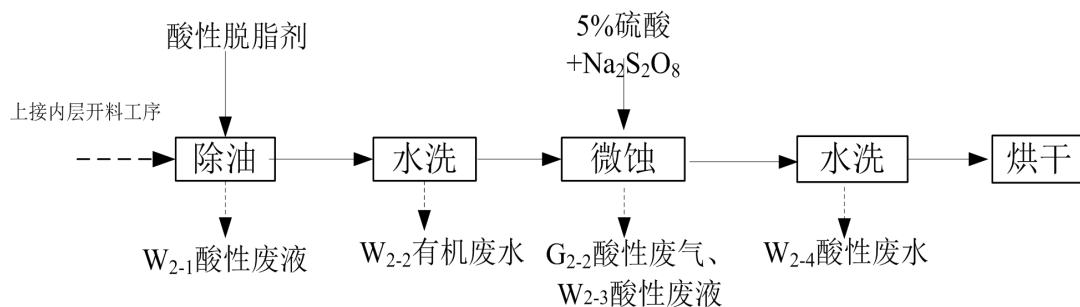 酸性脱脂剂
5%硫酸
+Na₂S₂O₈
上接内层开料工序
除油
水洗
微蚀
水洗
烘干
W₂₋₁酸性废液
W₂₋₂有机废水
G₂₋₂酸性废气、
W₂₋₃酸性废液
W₂₋₄酸性废水